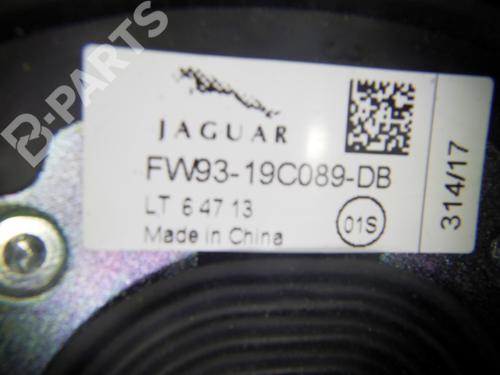 B-PARTS
JAGUAR
FW93-19C089-DB
LT 6 47 13
Made in China
01S
314/17